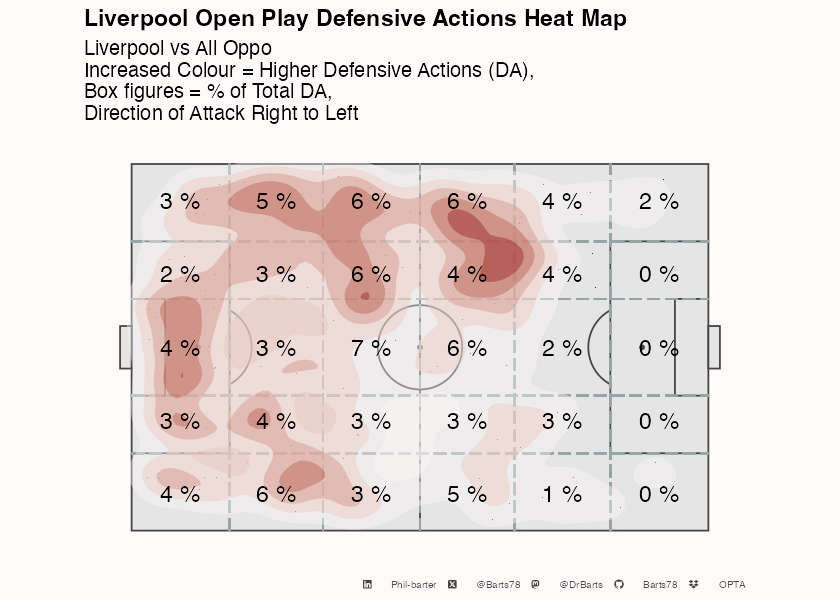 Liverpool Open Play Defensive Actions Heat Map
Liverpool vs All Oppo
Increased Colour = Higher Defensive Actions (DA),
Box figures = % of Total DA,
Direction of Attack Right to Left
3 % 5 % 6 % 6 % 4 % 2 %
2 % 3 % 6 % 4 % 4 % 0 %
4 % 3 % 7 % 6 % 2 % 0 %
3 % 4 % 3 % 3 % 3 % 0 %
4 % 6 % 3 % 5 % 1 % 0 %
Phil-barter @Barts78 @DrBarts Barts78 OPTA